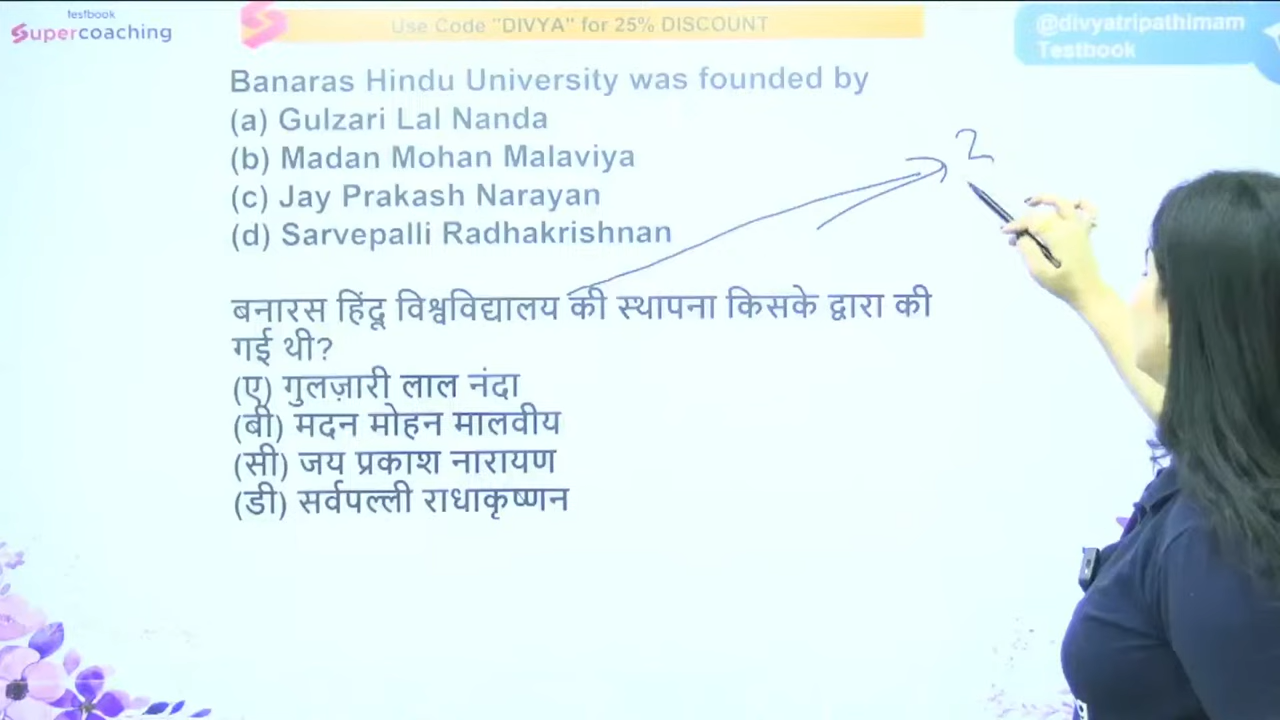 testbook
Supercoaching
Use Code "DIVYA" for 25% DISCOUNT
@divyatripathimam
Testbook
Banaras Hindu University was founded by
(a) Gulzari Lal Nanda
(b) Madan Mohan Malaviya
(c) Jay Prakash Narayan
(d) Sarvepalli Radhakrishnan
2
बनारस हिंदू विश्वविद्यालय की स्थापना किसके द्वारा की
गई थी?
(ए) गुलज़ारी लाल नंदा
(बी) मदन मोहन मालवीय
(सी) जय प्रकाश नारायण
(डी) सर्वपल्ली राधाकृष्णन